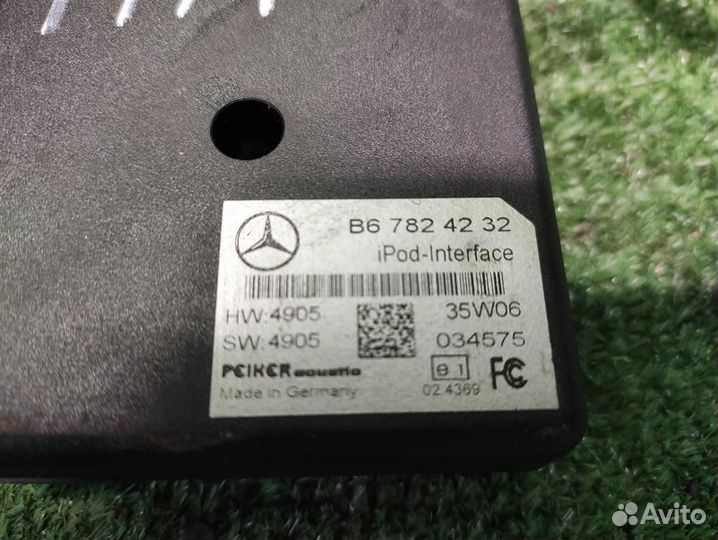 B6 782 42 32
iPod-Interface
HW:4905 35W06
SW:4905 034575
PEIKER acustic
Made in Germany
e1
02 4369
FC
Avito